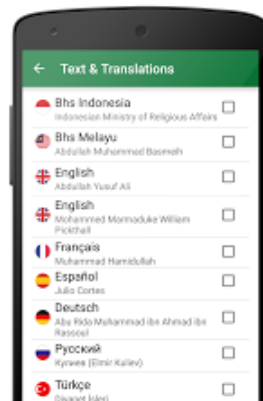 Text & Translations
Bhs Indonesia
Indonesian Ministry of Religious Affairs
Bhs Melayu
Abdullah Muhammad Basmeih
English
Abdullah Yusuf Ali
English
Mohammed Marmaduke William
Pickthall
Français
Muhammad Hamidullah
Español
Julio Cortes
Deutsch
Abu Rida Muhammad ibn Ahmad ibn
Rassoul
Русский
Кулиев (Elmir Kuliev)
Türkçe
Diyanet İşleri